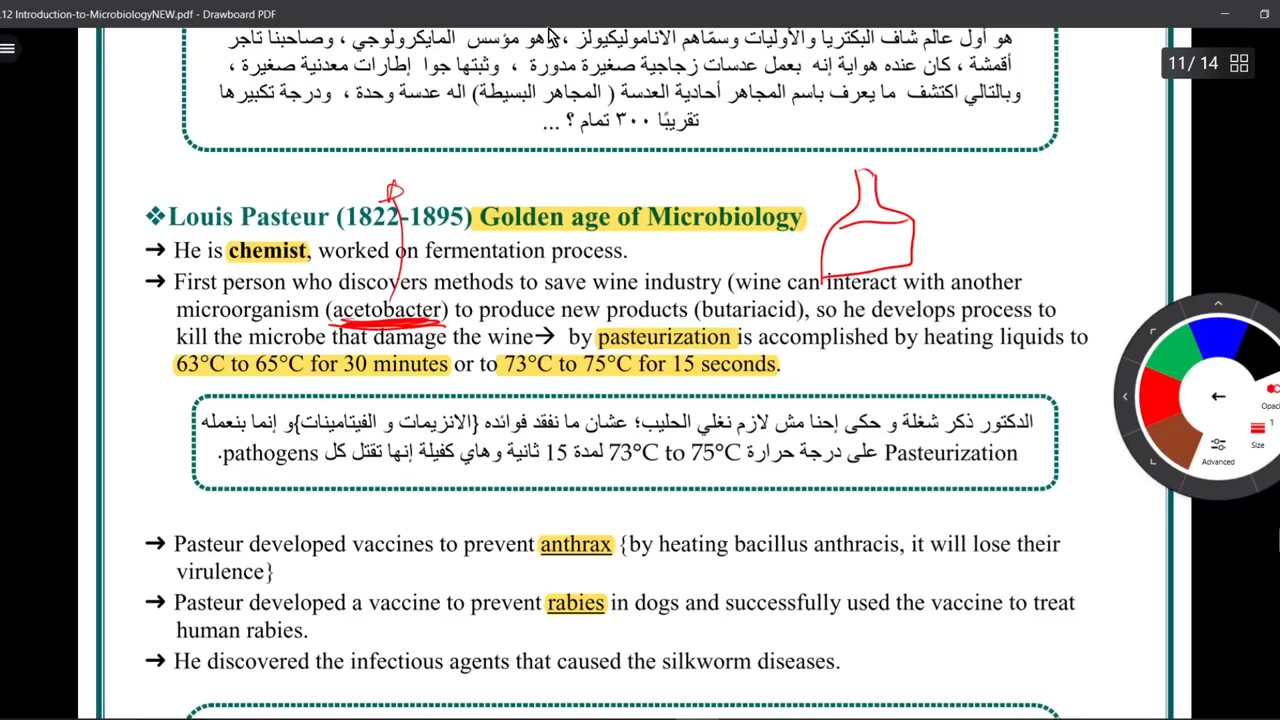 .12 Introduction-to-MicrobiologyNEW.pdf - Drawboard PDF
هو أول عالم شاف البكتريا والأوليات وسمّاهم الاناموليكيولز ، وهو مؤسس المايكرولوجي ، وصاحبنا تاجر
11 / 14
أقمشة ، كان عنده هواية إنه بعمل عدسات زجاجية صغيرة مدورة ، وثبتها جوا إطارات معدنية صغيرة ،
وبالتالي اكتشف ما يعرف باسم المجاهر أحادية العدسة ( المجاهر البسيطة) اله عدسة وحدة ، ودرجة تكبيرها
تقريبًا ٣٠٠ تمام ؟ ...
❖Louis Pasteur (1822-1895) Golden age of Microbiology
➔ He is chemist, worked on fermentation process.
➔ First person who discovers methods to save wine industry (wine can interact with another
microorganism (acetobacter) to produce new products (butariacid), so he develops process to
kill the microbe that damage the wine➔ by pasteurization is accomplished by heating liquids to
63°C to 65°C for 30 minutes or to 73°C to 75°C for 15 seconds.
الدكتور ذكر شغلة و حكى إحنا مش لازم نغلي الحليب؛ عشان ما نفقد فوائده {الانزيمات و الفيتامينات}و إنما بنعمله
Pasteurization على درجة حرارة 73°C to 75°C لمدة 15 ثانية وهاي كفيلة إنها تقتل كل pathogens.
➔ Pasteur developed vaccines to prevent anthrax {by heating bacillus anthracis, it will lose their
virulence}
➔ Pasteur developed a vaccine to prevent rabies in dogs and successfully used the vaccine to treat
human rabies.
➔ He discovered the infectious agents that caused the silkworm diseases.
Opac
1
Size
Advanced